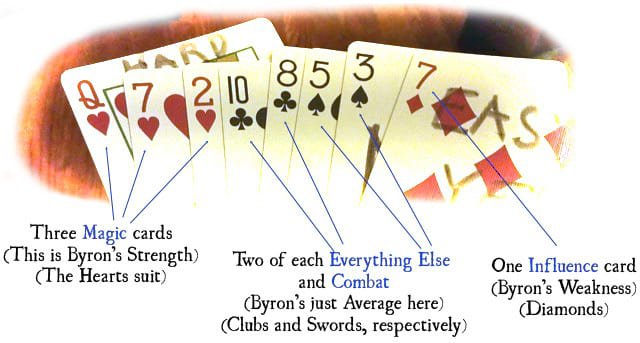 HARD
Q 7 2 10 8 5 3 7
EAS
Three Magic cards
(This is Byron's Strength)
(The Hearts suit)
Two of each Everything Else
and Combat
(Byron's just Average here)
(Clubs and Swords, respectively)
One Influence card
(Byron's Weakness)
(Diamonds)